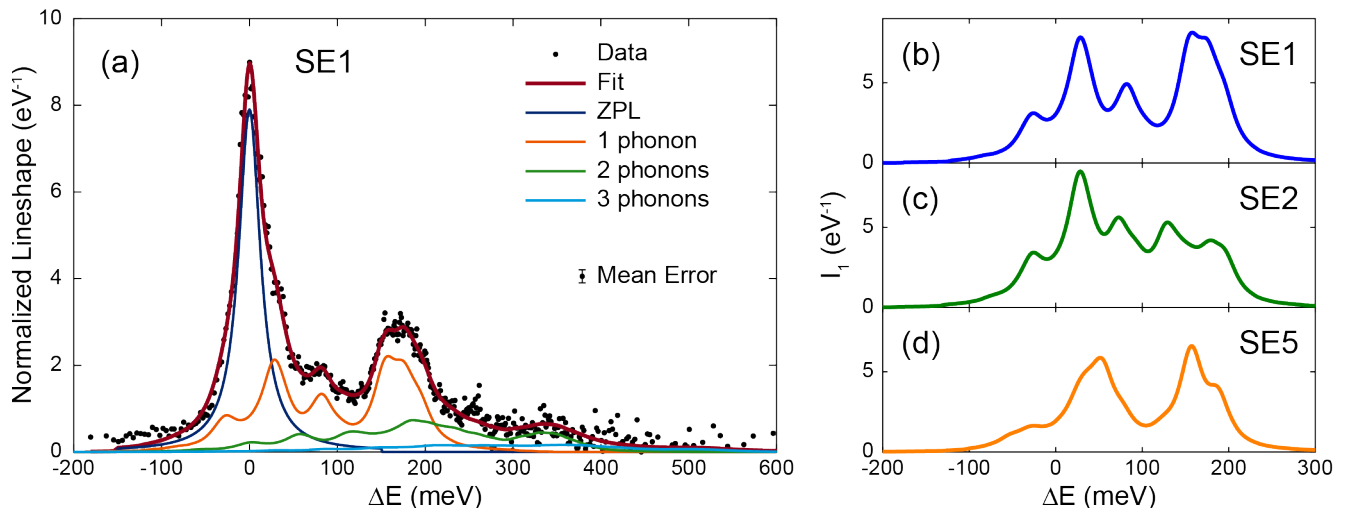 (a)
SE1
Data
Fit
ZPL
1 phonon
2 phonons
3 phonons
Mean Error
Normalized Lineshape (eV⁻¹)
10
8
6
4
2
0
-200
-100
0
100
200
300
400
500
600
ΔE (meV)
(b)
SE1
5
0
(c)
SE2
5
0
I₁ (eV⁻¹)
(d)
SE5
5
0
-200
-100
0
100
200
300
ΔE (meV)